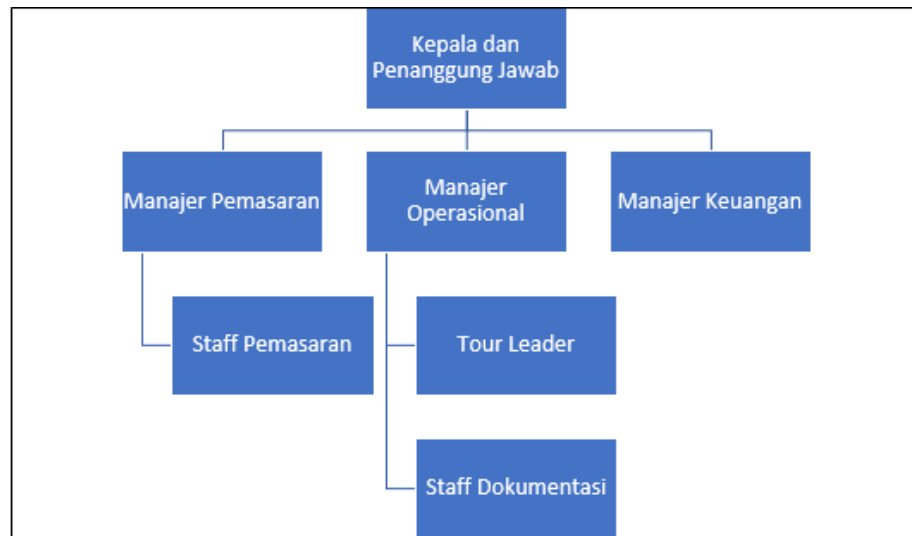 Kepala dan
Penanggung Jawab
Manajer Pemasaran
Manajer
Operasional
Manajer Keuangan
Staff Pemasaran
Tour Leader
Staff Dokumentasi